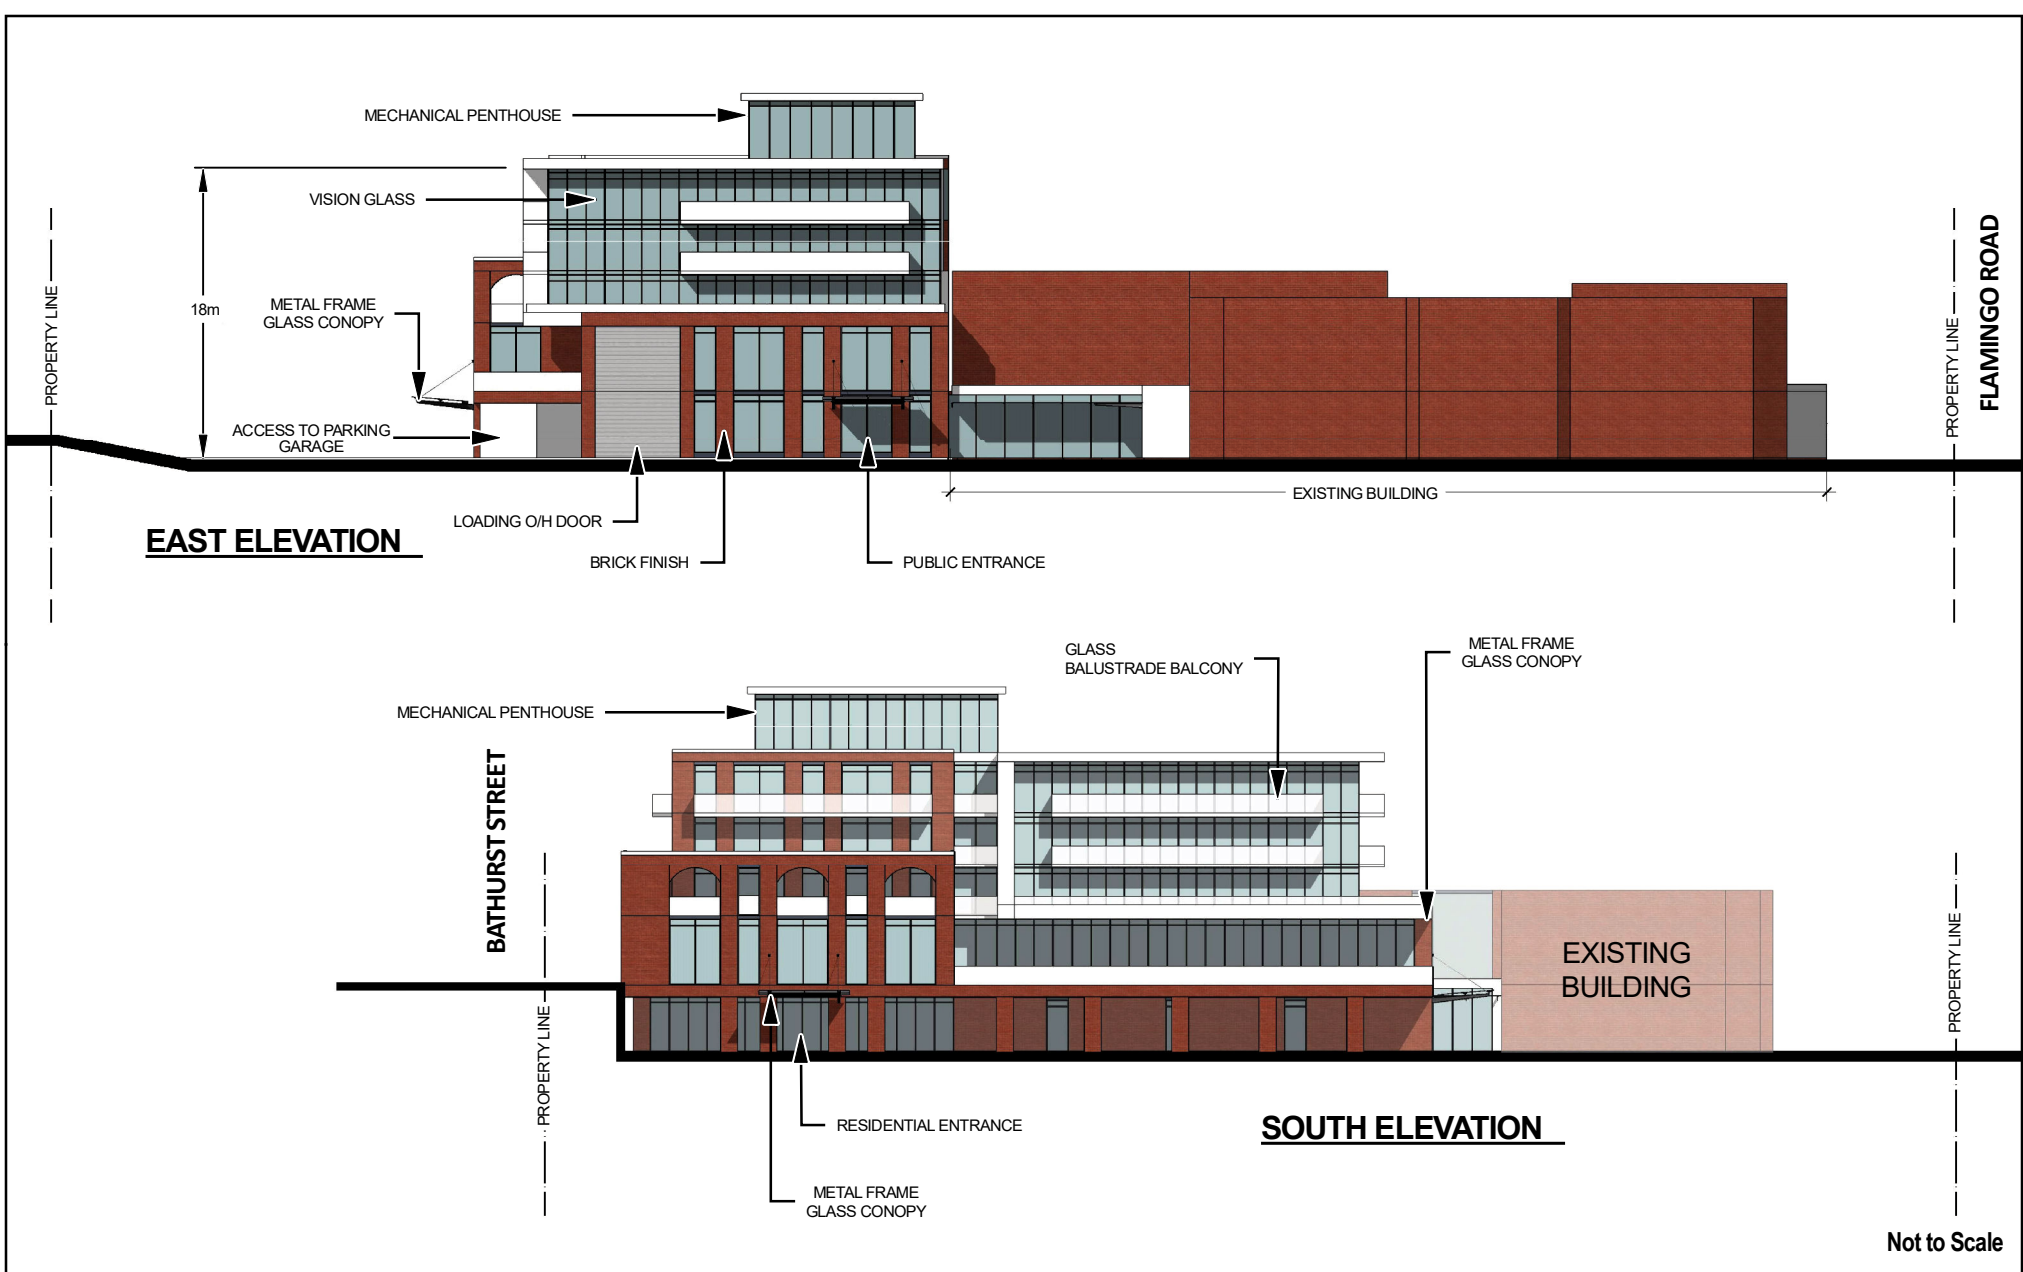 MECHANICAL PENTHOUSE
VISION GLASS
18m
METAL FRAME
GLASS CONOPY
ACCESS TO PARKING
GARAGE
PROPERTY LINE
PROPERTY LINE
FLAMINGO ROAD
EXISTING BUILDING
LOADING O/H DOOR
EAST ELEVATION
BRICK FINISH
PUBLIC ENTRANCE
GLASS
BALUSTRADE BALCONY
METAL FRAME
GLASS CONOPY
MECHANICAL PENTHOUSE
BATHURST STREET
EXISTING
BUILDING
PROPERTY LINE
PROPERTY LINE
RESIDENTIAL ENTRANCE
SOUTH ELEVATION
METAL FRAME
GLASS CONOPY
Not to Scale